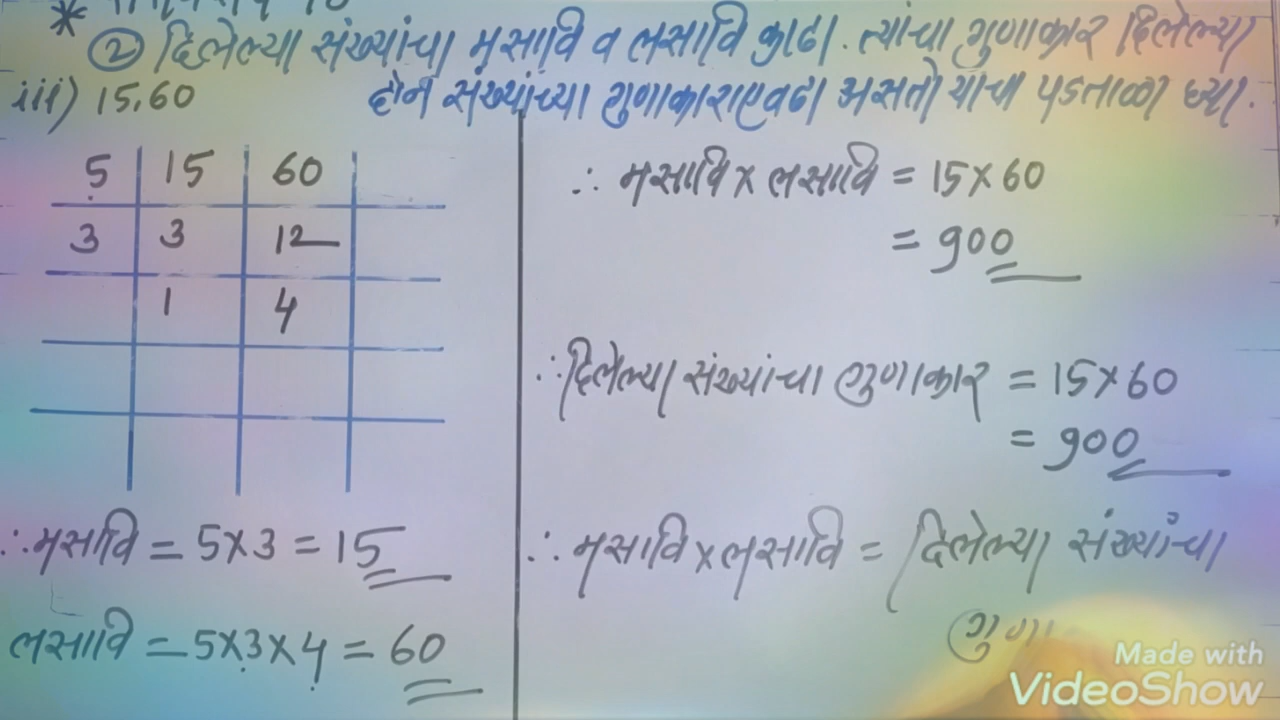 ② दिलेल्या संख्यांचा मसावि व लसावि काढा. त्यांचा गुणाकार दिलेल्या
iii) 15,60 दोन संख्यांच्या गुणाकाराएवढा असतो याचा पडताळा घ्या.
5 15 60
3 3 12
1 4
∴ मसावि = 5×3 = 15
लसावि = 5×3×4 = 60
∴ मसावि × लसावि = 15×60
= 900
∴ दिलेल्या संख्यांचा गुणाकार = 15×60
= 900
∴ मसावि × लसावि = दिलेल्या संख्यांचा
गुणा
Made with
VideoShow